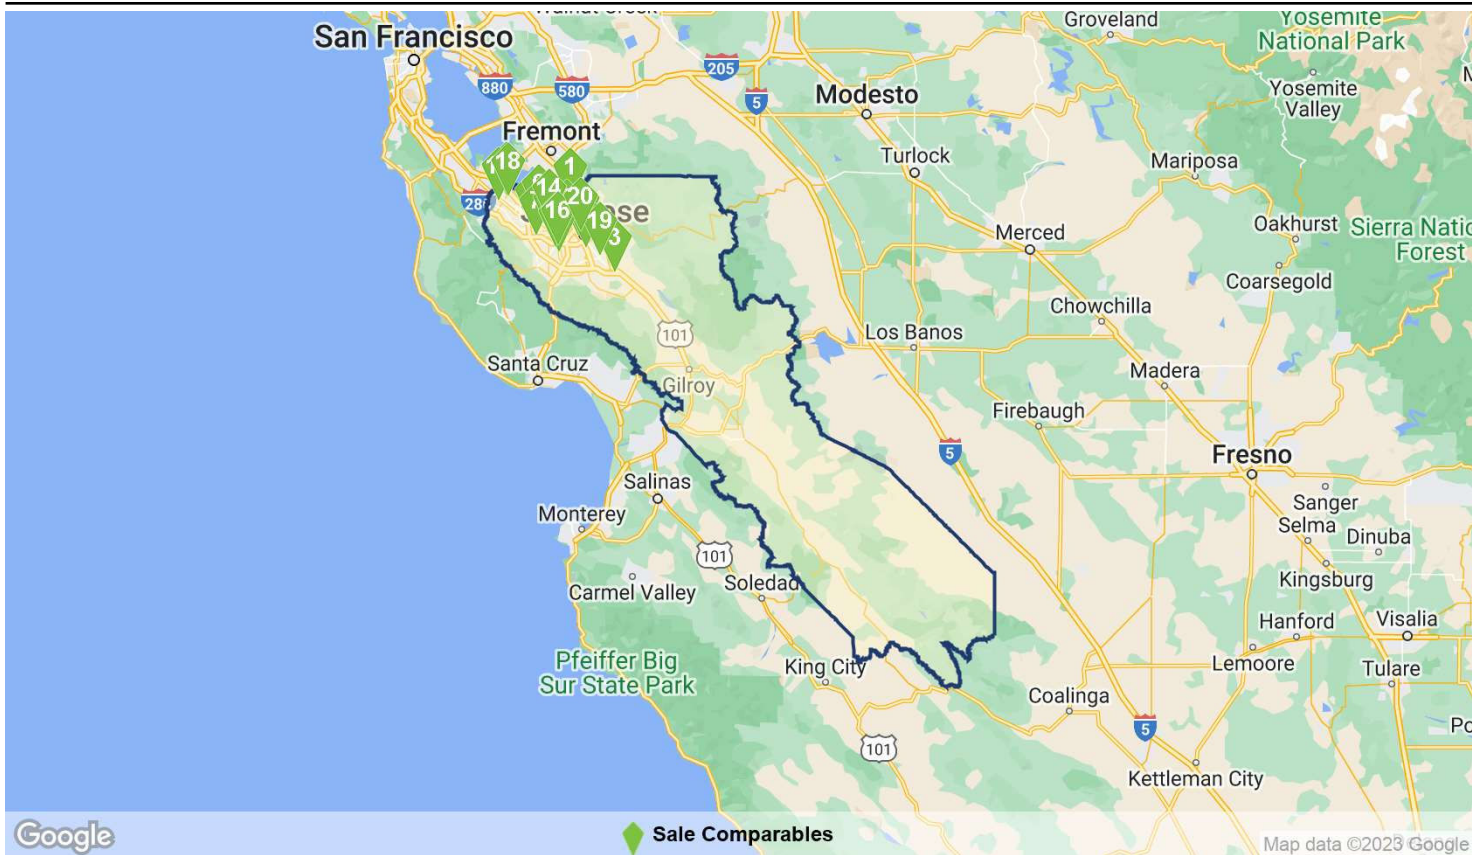 Groveland
San Francisco
Yosemite
National Park
205
880
580
5
Modesto
Yosemite
Valley
Fremont
Turlock
Mariposa
18
1
14
280
20
16
19
3
Oakhurst
Sierra
Forest
Merced
Coarsegold
Chowchilla
101
Los Banos
Santa Cruz
Madera
Gilroy
Firebaugh
5
Fresno
Salinas
Sanger
Monterey
Selma
Dinuba
101
Soledad
Kingsburg
Carmel Valley
Hanford
Visalia
Pfeiffer Big
Sur State Park
King City
Lemoore
Tulare
Coalinga
5
101
Kettleman City
Google
Sale Comparables
Map data ©2023 Google